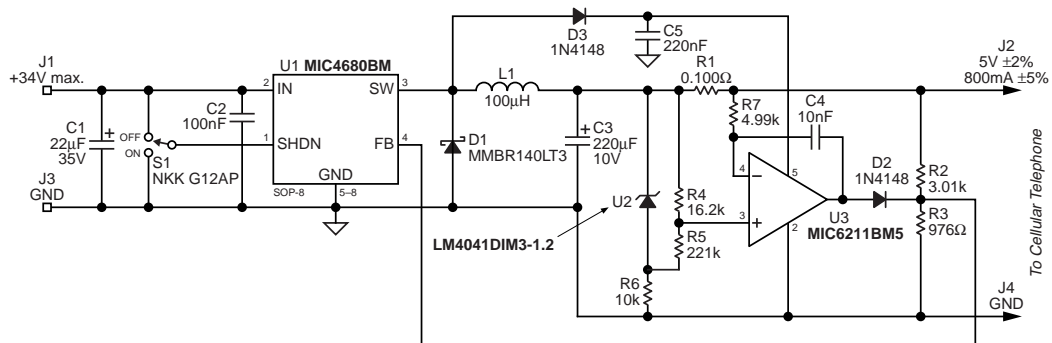 D3
1N4148
C5
220nF
J1
+34V max.
U1 MIC4680BM
2
IN
SW
3
L1
100µH
R1
0.100Ω
J2
5V ±2%
800mA ±5%
C1
22µF
35V
+
OFF
ON
S1
NKK G12AP
C2
100nF
1
SHDN
FB
4
GND
SOP-8
5–8
D1
MMBR140LT3
+
C3
220µF
10V
R7
4.99k
C4
10nF
J3
GND
U2
LM4041DIM3-1.2
R4
16.2k
R5
221k
R6
10k
4
–
3
+
5
2
U3
MIC6211BM5
D2
1N4148
R2
3.01k
R3
976Ω
J4
GND
To Cellular Telephone